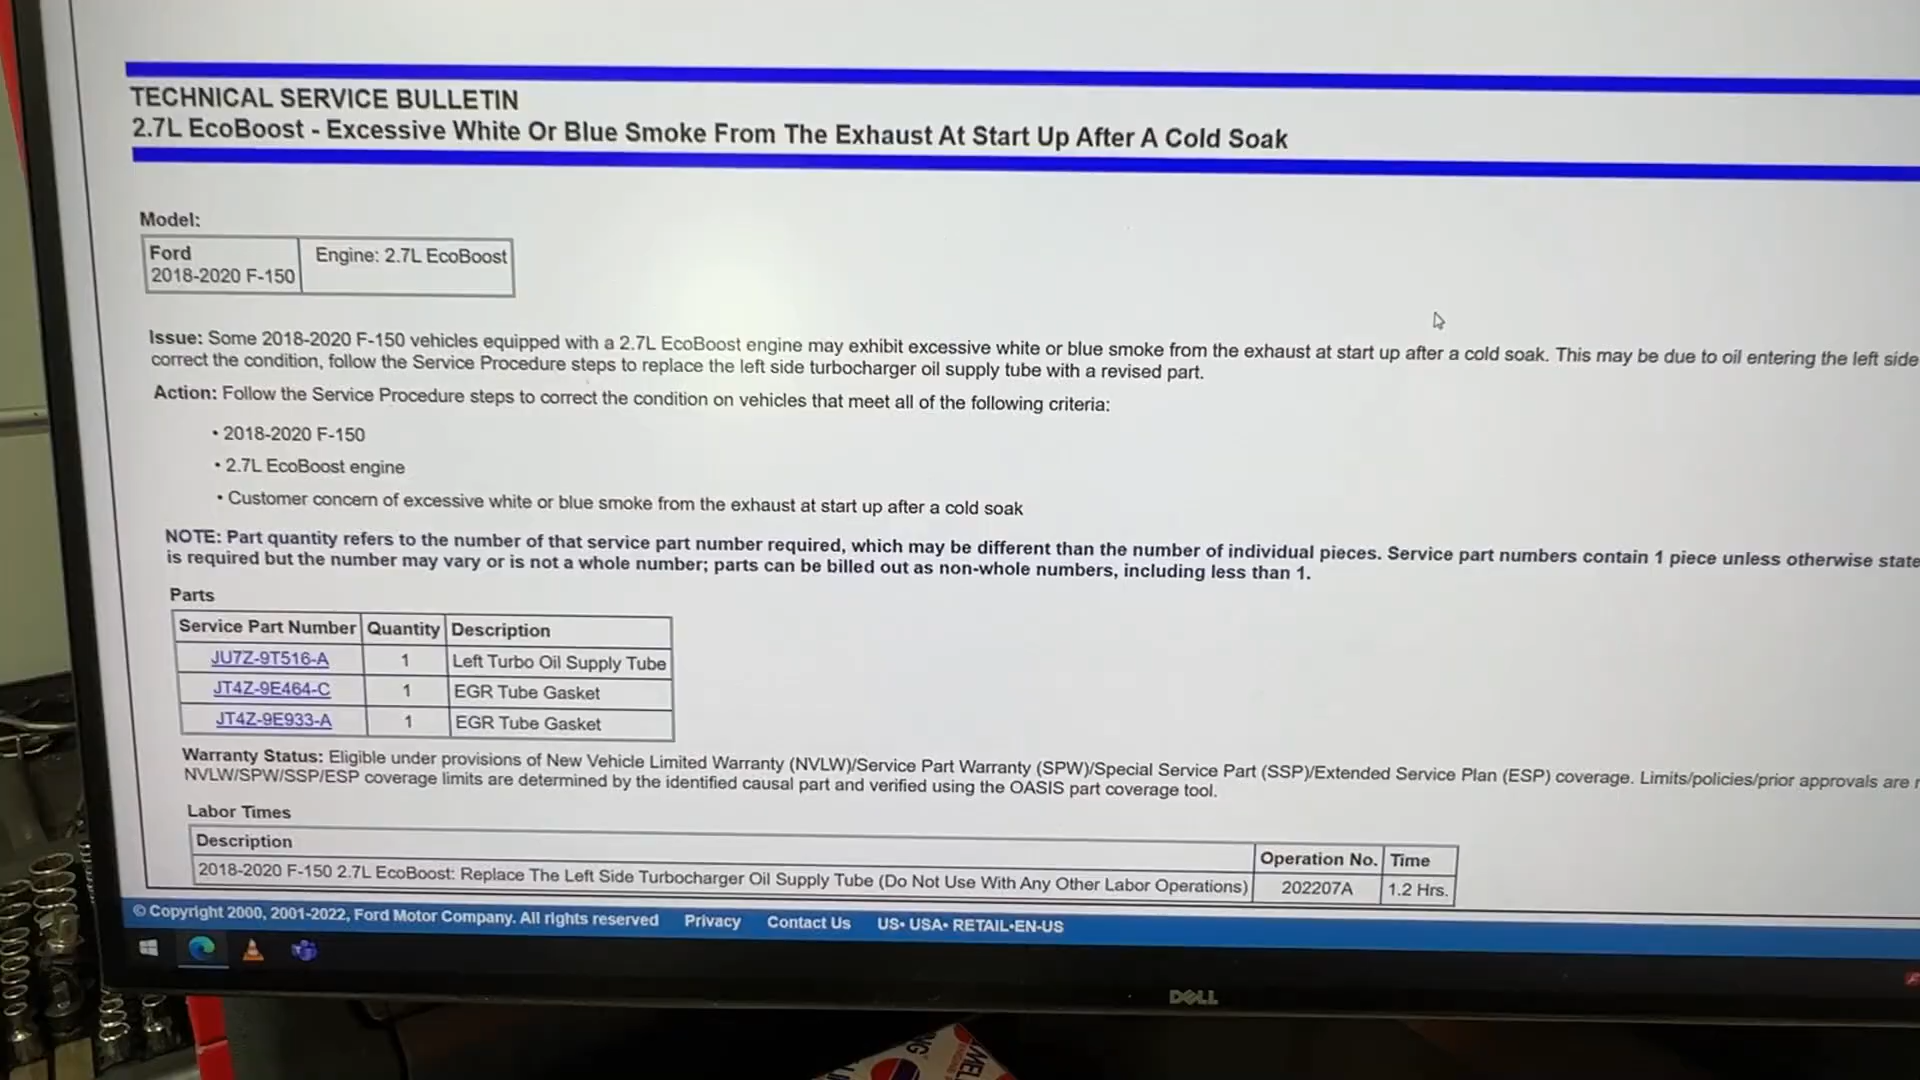 TECHNICAL SERVICE BULLETIN
2.7L EcoBoost - Excessive White Or Blue Smoke From The Exhaust At Start Up After A Cold Soak
Model:
Ford
2018-2020 F-150
Engine: 2.7L EcoBoost
Issue: Some 2018-2020 F-150 vehicles equipped with a 2.7L EcoBoost engine may exhibit excessive white or blue smoke from the exhaust at start up after a cold soak. This may be due to oil entering the left side
correct the condition, follow the Service Procedure steps to replace the left side turbocharger oil supply tube with a revised part.
Action: Follow the Service Procedure steps to correct the condition on vehicles that meet all of the following criteria:
• 2018-2020 F-150
• 2.7L EcoBoost engine
• Customer concern of excessive white or blue smoke from the exhaust at start up after a cold soak
NOTE: Part quantity refers to the number of that service part number required, which may be different than the number of individual pieces. Service part numbers contain 1 piece unless otherwise state
is required but the number may vary or is not a whole number; parts can be billed out as non-whole numbers, including less than 1.
Parts
Service Part Number Quantity Description
JU7Z-9T516-A 1 Left Turbo Oil Supply Tube
JT4Z-9E464-C 1 EGR Tube Gasket
JT4Z-9E933-A 1 EGR Tube Gasket
Warranty Status: Eligible under provisions of New Vehicle Limited Warranty (NVLW)/Service Part Warranty (SPW)/Special Service Part (SSP)/Extended Service Plan (ESP) coverage. Limits/policies/prior approvals are
NVLW/SPW/SSP/ESP coverage limits are determined by the identified causal part and verified using the OASIS part coverage tool.
Labor Times
Description Operation No. Time
2018-2020 F-150 2.7L EcoBoost: Replace The Left Side Turbocharger Oil Supply Tube (Do Not Use With Any Other Labor Operations) 202207A 1.2 Hrs.
© Copyright 2000, 2001-2022, Ford Motor Company. All rights reserved Privacy Contact Us US• USA• RETAIL•EN-US
DELL